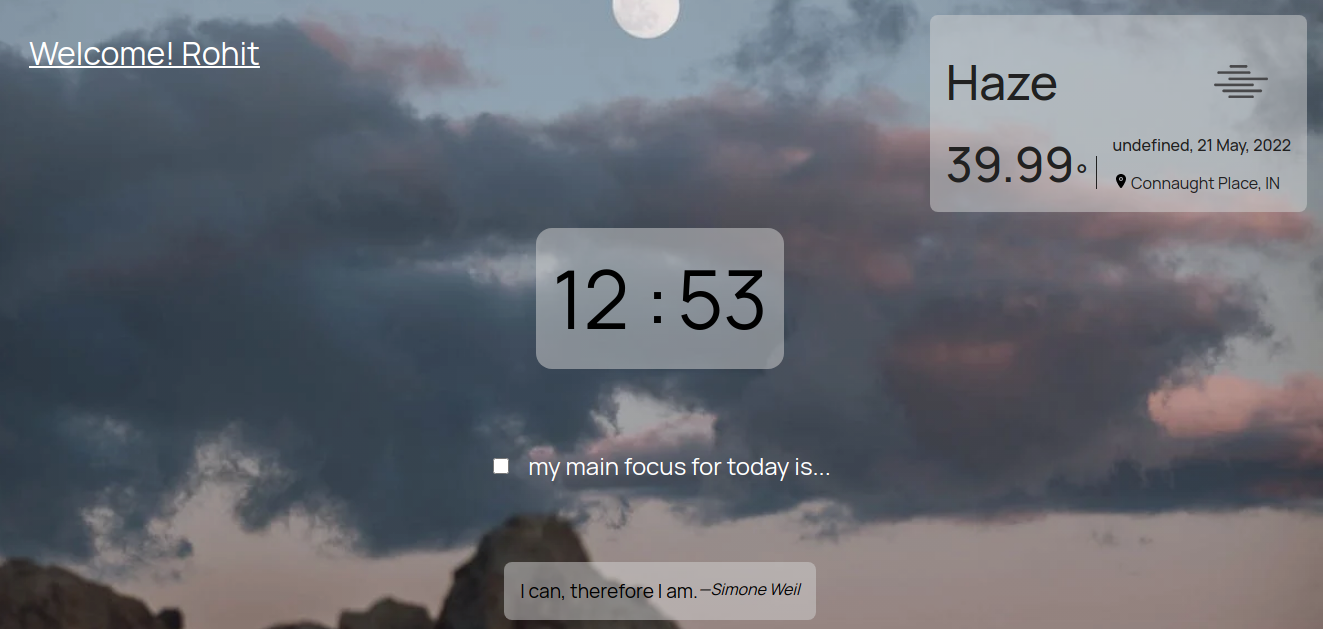 Welcome! Rohit
Haze
39.99°
undefined, 21 May, 2022
Connaught Place, IN
12 : 53
my main focus for today is...
I can, therefore I am. —Simone Weil